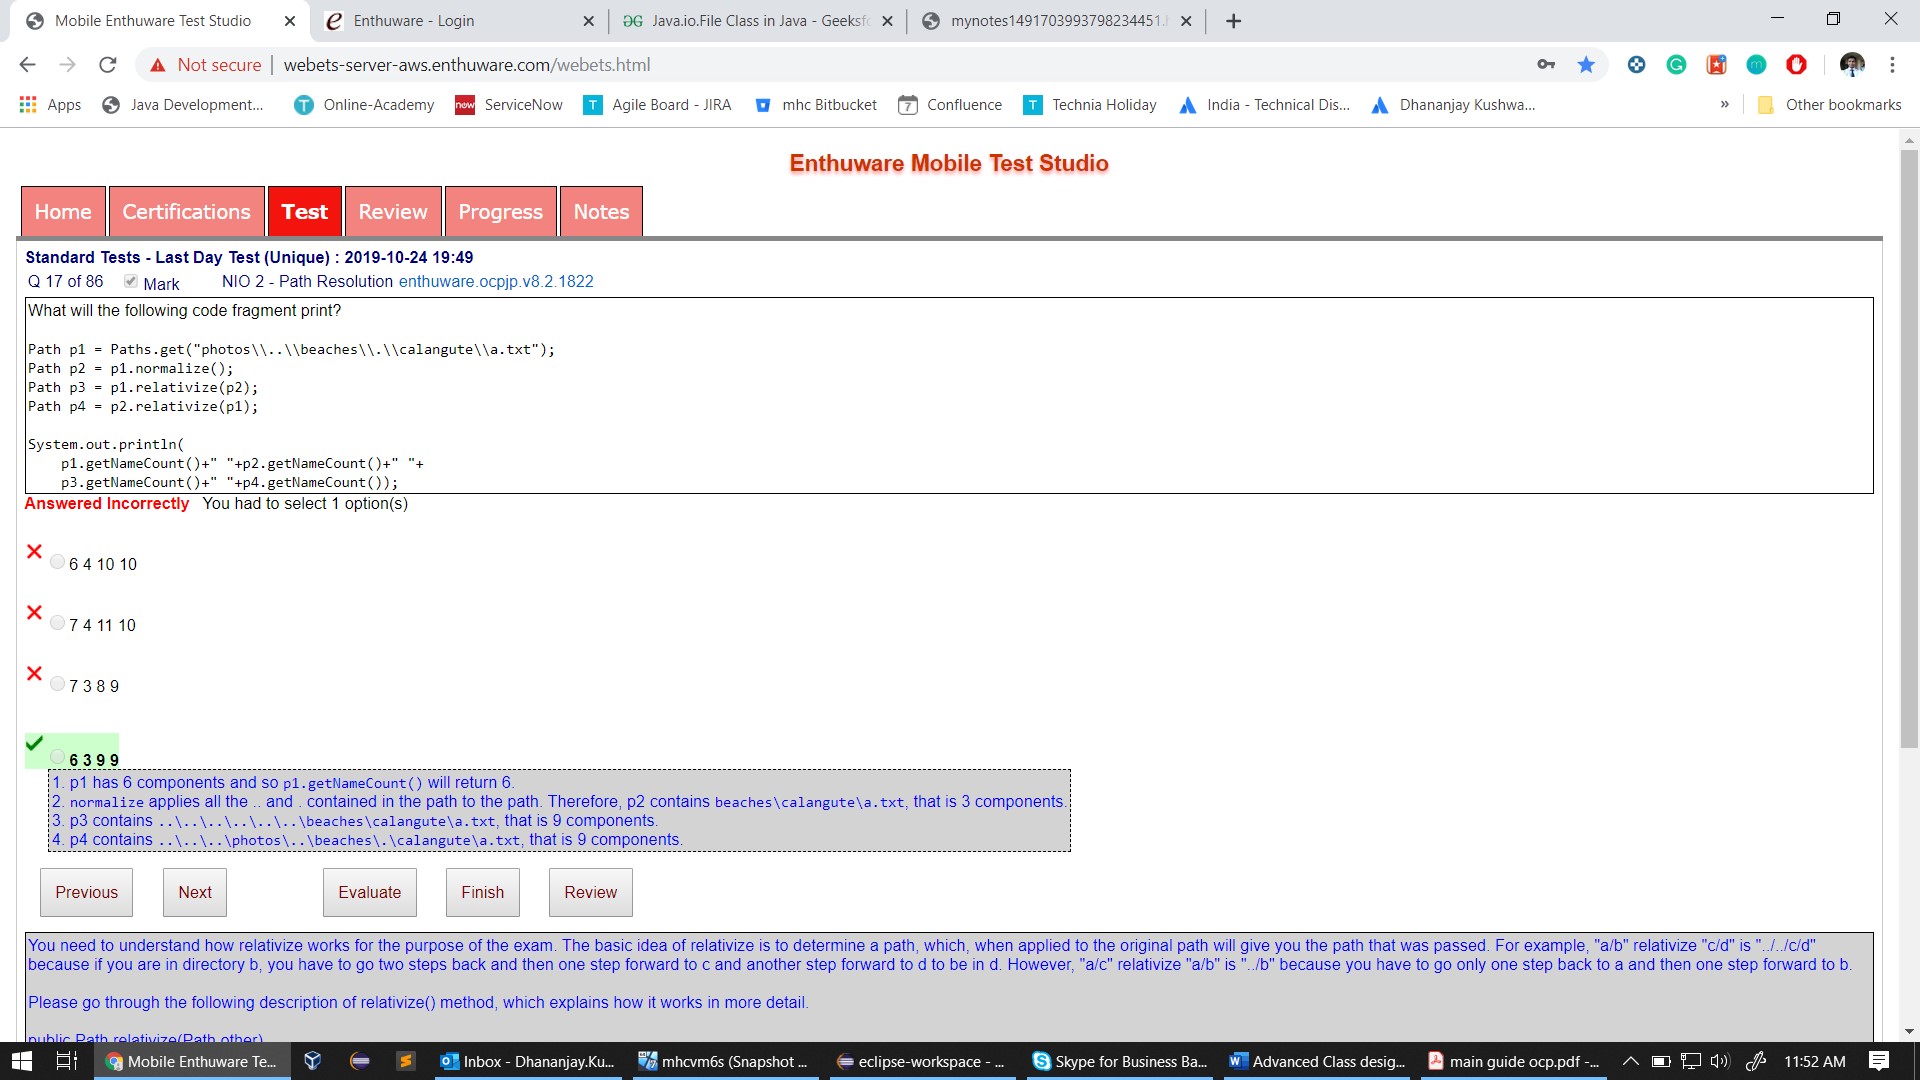 Mobile Enthuware Test Studio
Enthuware - Login
Java.io.File Class in Java - Geeksf
mynotes1491703993798234451.h
Not secure | webets-server-aws.enthuware.com/webets.html
Apps
Java Development...
Online-Academy
now ServiceNow
Agile Board - JIRA
mhc Bitbucket
7 Confluence
Technia Holiday
India - Technical Dis...
Dhananjay Kushwa...
»
Other bookmarks
Enthuware Mobile Test Studio
Home
Certifications
Test
Review
Progress
Notes
Standard Tests - Last Day Test (Unique) : 2019-10-24 19:49
Q 17 of 86 Mark NIO 2 - Path Resolution enthuware.ocpjp.v8.2.1822
What will the following code fragment print?
Path p1 = Paths.get("photos\\..\\beaches\\.\\calangute\\a.txt");
Path p2 = p1.normalize();
Path p3 = p1.relativize(p2);
Path p4 = p2.relativize(p1);
System.out.println(
p1.getNameCount()+" "+p2.getNameCount()+" "+
p3.getNameCount()+" "+p4.getNameCount());
Answered Incorrectly You had to select 1 option(s)
6 4 10 10
7 4 11 10
7 3 8 9
6 3 9 9
1. p1 has 6 components and so p1.getNameCount() will return 6.
2. normalize applies all the .. and . contained in the path to the path. Therefore, p2 contains beaches\calangute\a.txt, that is 3 components.
3. p3 contains ..\..\..\..\..\..\beaches\calangute\a.txt, that is 9 components.
4. p4 contains ..\..\..\photos\..\beaches\.\calangute\a.txt, that is 9 components.
Previous
Next
Evaluate
Finish
Review
You need to understand how relativize works for the purpose of the exam. The basic idea of relativize is to determine a path, which, when applied to the original path will give you the path that was passed. For example, "a/b" relativize "c/d" is "../../c/d"
because if you are in directory b, you have to go two steps back and then one step forward to c and another step forward to d to be in d. However, "a/c" relativize "a/b" is "../b" because you have to go only one step back to a and then one step forward to b.
Please go through the following description of relativize() method, which explains how it works in more detail.
public Path relativize(Path other)
Mobile Enthuware Te...
Inbox - Dhananjay.Ku...
mhcvm6s (Snapshot ...
eclipse-workspace - ...
Skype for Business Ba...
Advanced Class desig...
main guide ocp.pdf -...
11:52 AM